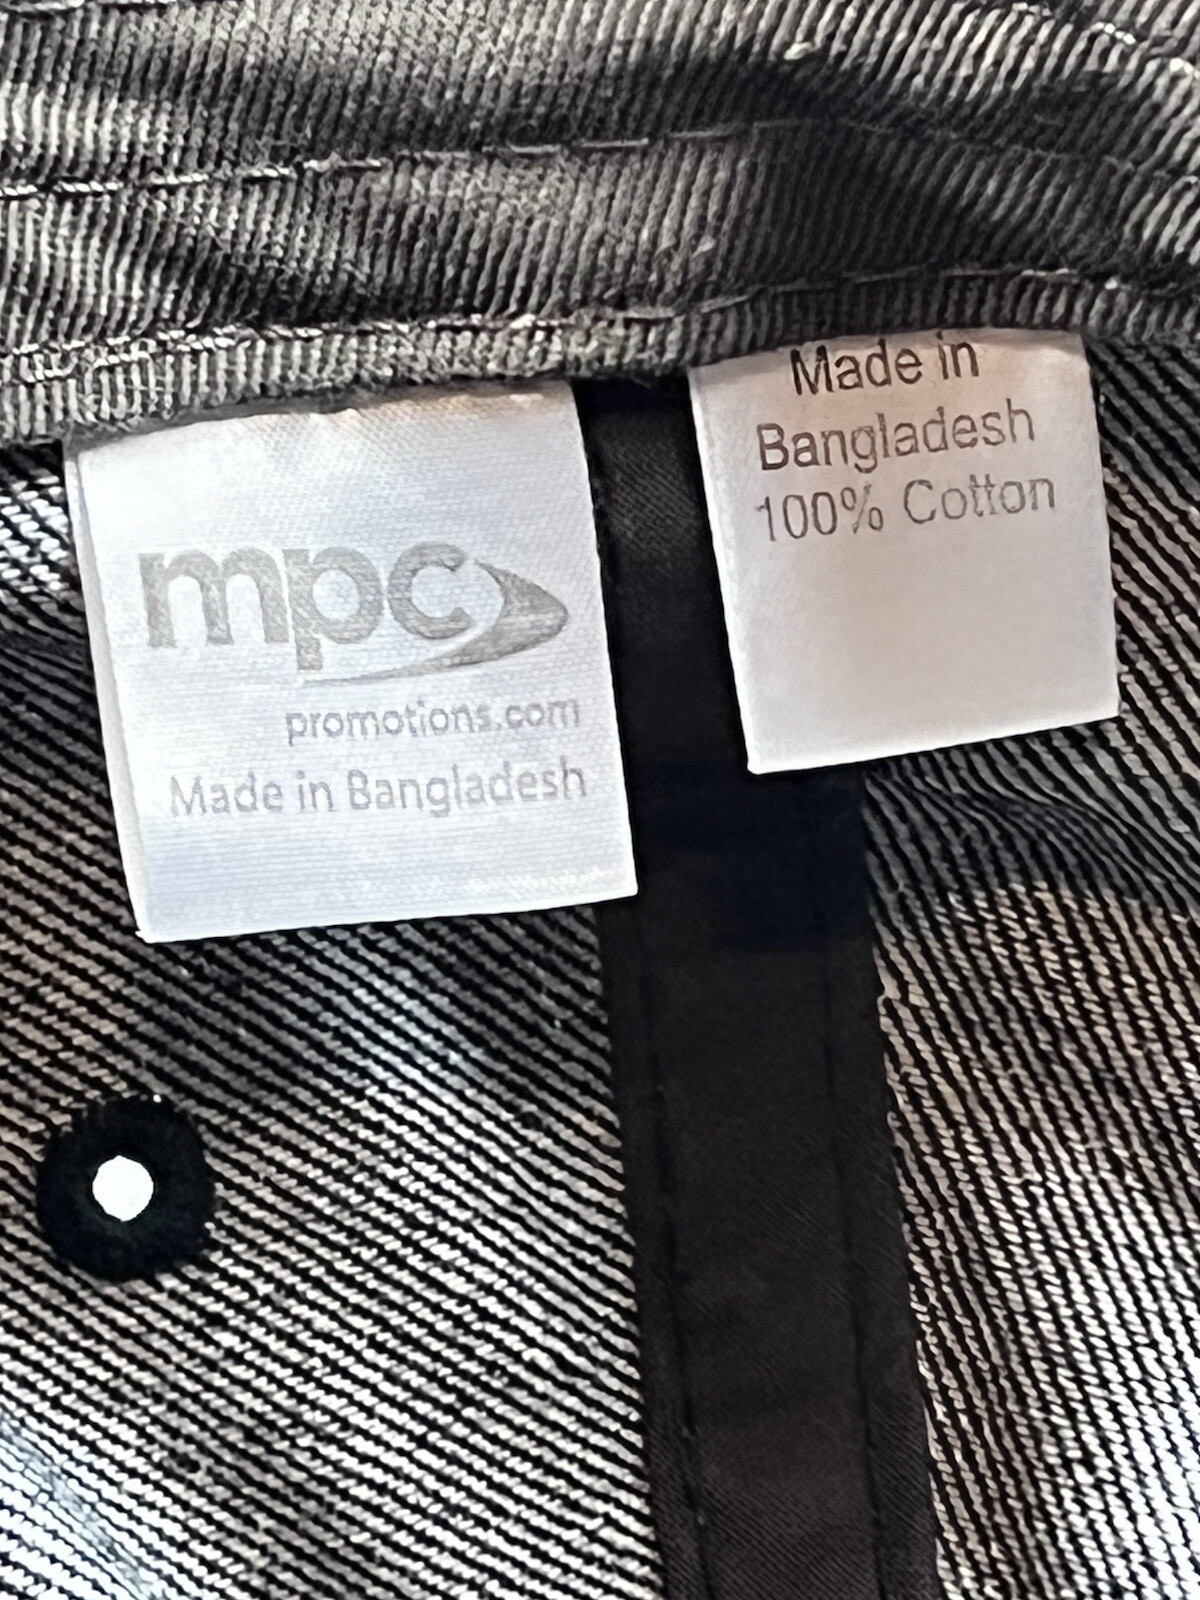 mpc
promotions.com
Made in Bangladesh
Made in
Bangladesh
100% Cotton